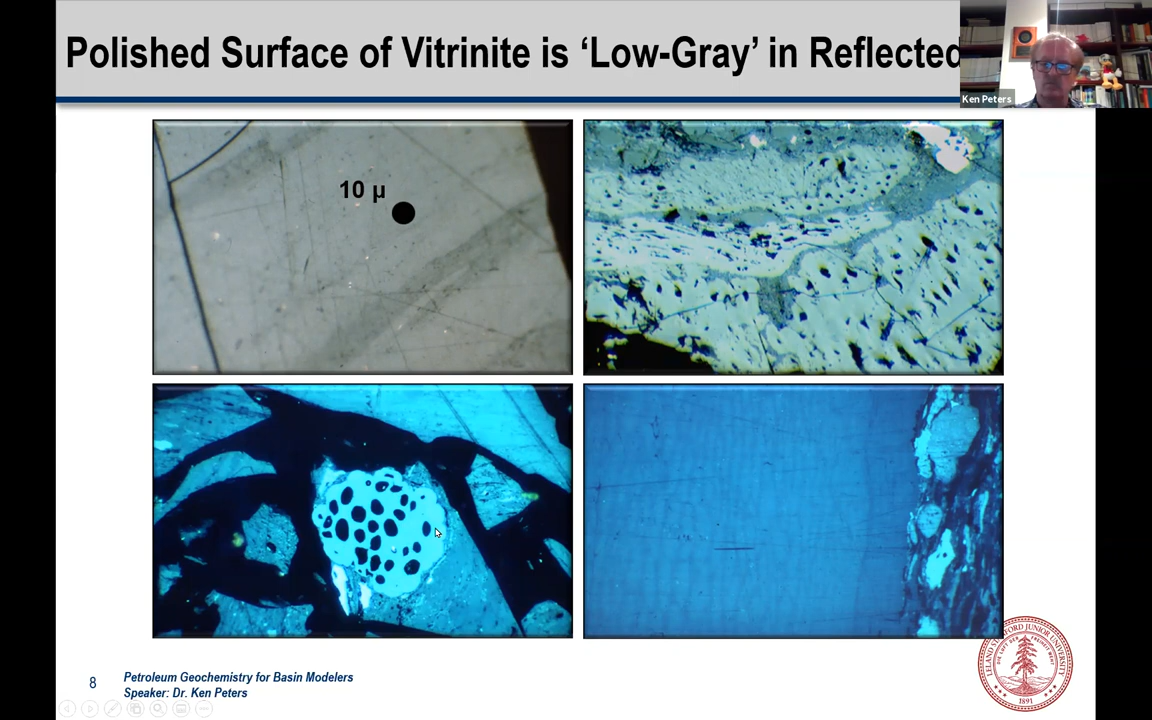 Polished Surface of Vitrinite is ‘Low-Gray’ in Reflected
Ken Peters
10 µ
8
Petroleum Geochemistry for Basin Modelers
Speaker: Dr. Ken Peters
1891